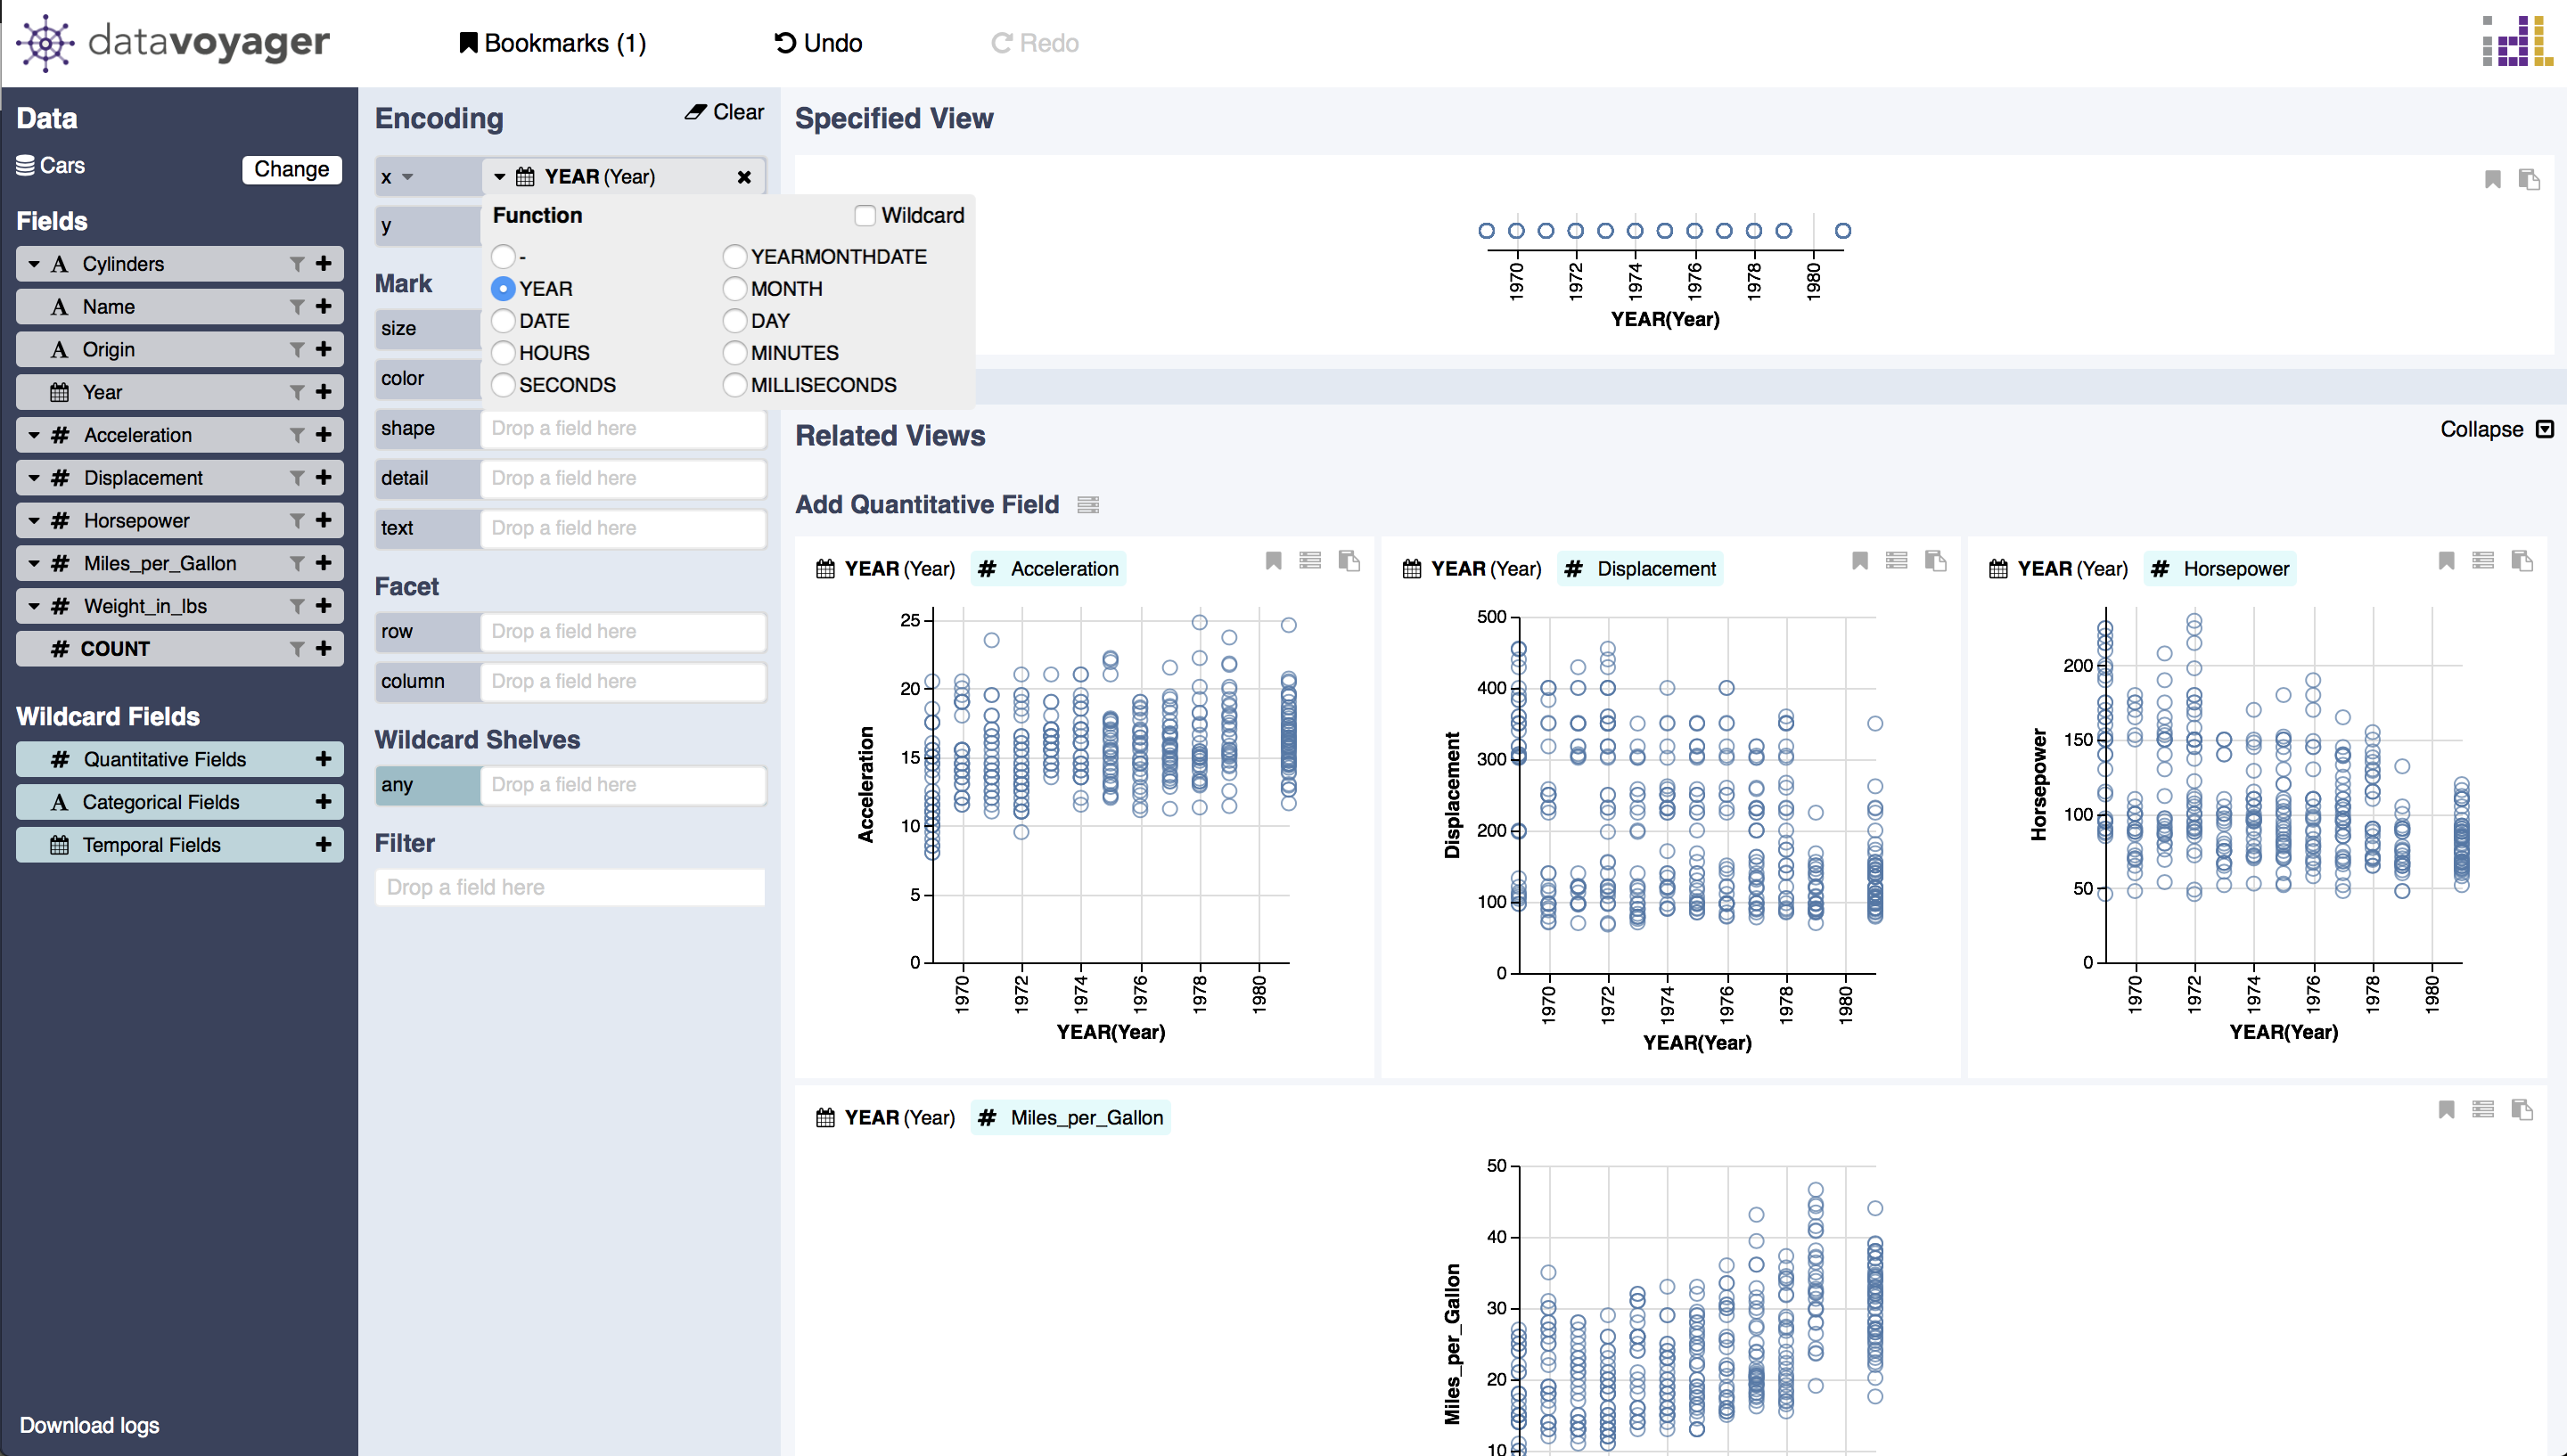 datavoyager
Bookmarks (1)
Undo
Redo
idl
Data
Cars
Change
Fields
A Cylinders
A Name
A Origin
Year
# Acceleration
# Displacement
# Horsepower
# Miles_per_Gallon
# Weight_in_lbs
# COUNT
Wildcard Fields
# Quantitative Fields
A Categorical Fields
Temporal Fields
Download logs
Encoding
Clear
x
YEAR (Year)
y
Function
Wildcard
-
YEARMONTHDATE
YEAR
MONTH
DATE
DAY
HOURS
MINUTES
SECONDS
MILLISECONDS
Mark
size
color
shape Drop a field here
detail Drop a field here
text Drop a field here
Facet
row Drop a field here
column Drop a field here
Wildcard Shelves
any Drop a field here
Filter
Drop a field here
Specified View
1970 1972 1974 1976 1978 1980
YEAR(Year)
Related Views
Collapse
Add Quantitative Field
YEAR (Year) # Acceleration
25
20
15
10
5
0
Acceleration
1970 1972 1974 1976 1978 1980
YEAR(Year)
YEAR (Year) # Displacement
500
400
300
200
100
0
Displacement
1970 1972 1974 1976 1978 1980
YEAR(Year)
YEAR (Year) # Horsepower
200
150
100
50
0
Horsepower
1970 1972 1974 1976 1978 1980
YEAR(Year)
YEAR (Year) # Miles_per_Gallon
50
40
30
20
10
Miles_per_Gallon